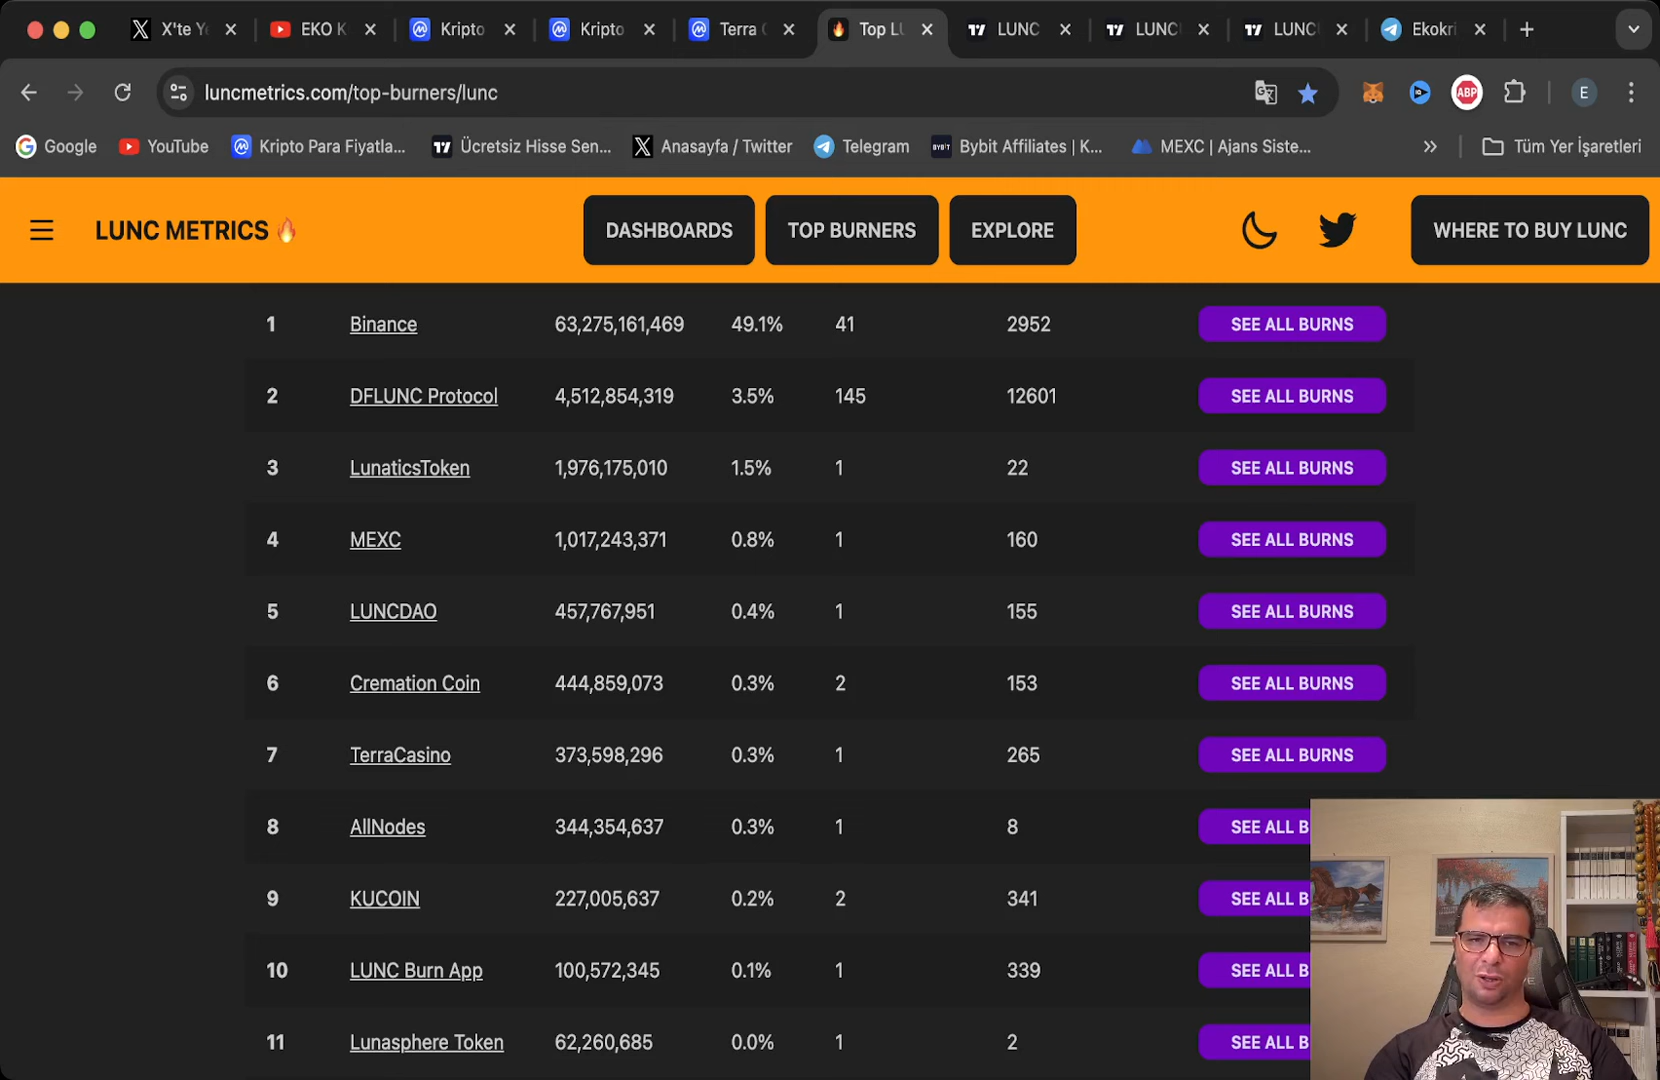 X'te Ye
EKO K
Kripto
Kripto
Terra C
Top LU
LUNC
LUNC
LUNC
Ekokri
luncmetrics.com/top-burners/lunc
ABP
E
Google
YouTube
Kripto Para Fiyatla...
Ücretsiz Hisse Sen...
Anasayfa / Twitter
Telegram
BYBIT
Bybit Affiliates | K...
MEXC | Ajans Siste...
Tüm Yer İşaretleri
LUNC METRICS
DASHBOARDS
TOP BURNERS
EXPLORE
WHERE TO BUY LUNC
1 Binance 63,275,161,469 49.1% 41 2952 SEE ALL BURNS
2 DFLUNC Protocol 4,512,854,319 3.5% 145 12601 SEE ALL BURNS
3 LunaticsToken 1,976,175,010 1.5% 1 22 SEE ALL BURNS
4 MEXC 1,017,243,371 0.8% 1 160 SEE ALL BURNS
5 LUNCDAO 457,767,951 0.4% 1 155 SEE ALL BURNS
6 Cremation Coin 444,859,073 0.3% 2 153 SEE ALL BURNS
7 TerraCasino 373,598,296 0.3% 1 265 SEE ALL BURNS
8 AllNodes 344,354,637 0.3% 1 8 SEE ALL B
9 KUCOIN 227,005,637 0.2% 2 341 SEE ALL B
10 LUNC Burn App 100,572,345 0.1% 1 339 SEE ALL B
11 Lunasphere Token 62,260,685 0.0% 1 2 SEE ALL B